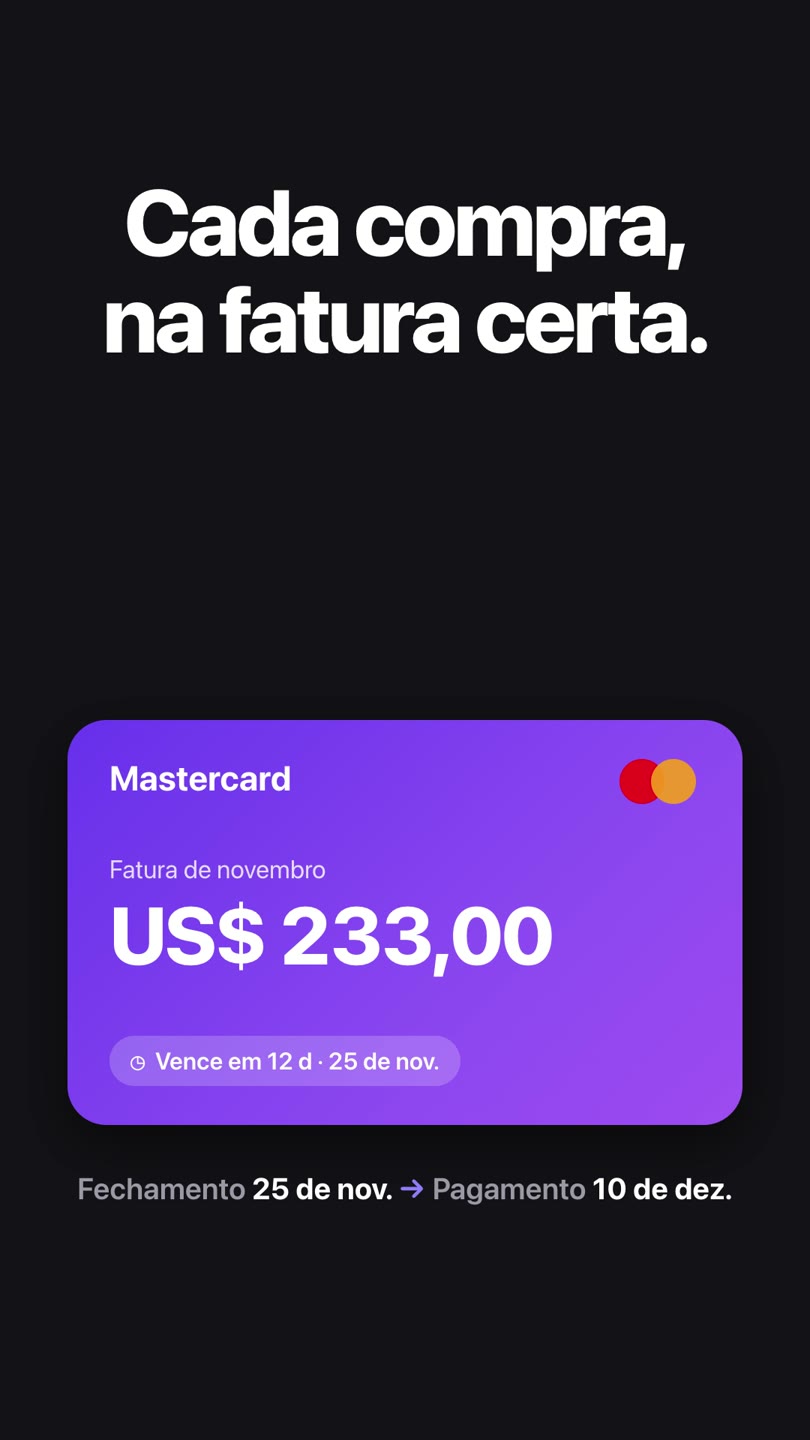 Cada compra,
na fatura certa.
Mastercard
Fatura de novembro
US$ 233,00
Vence em 12 d · 25 de nov.
Fechamento 25 de nov. → Pagamento 10 de dez.